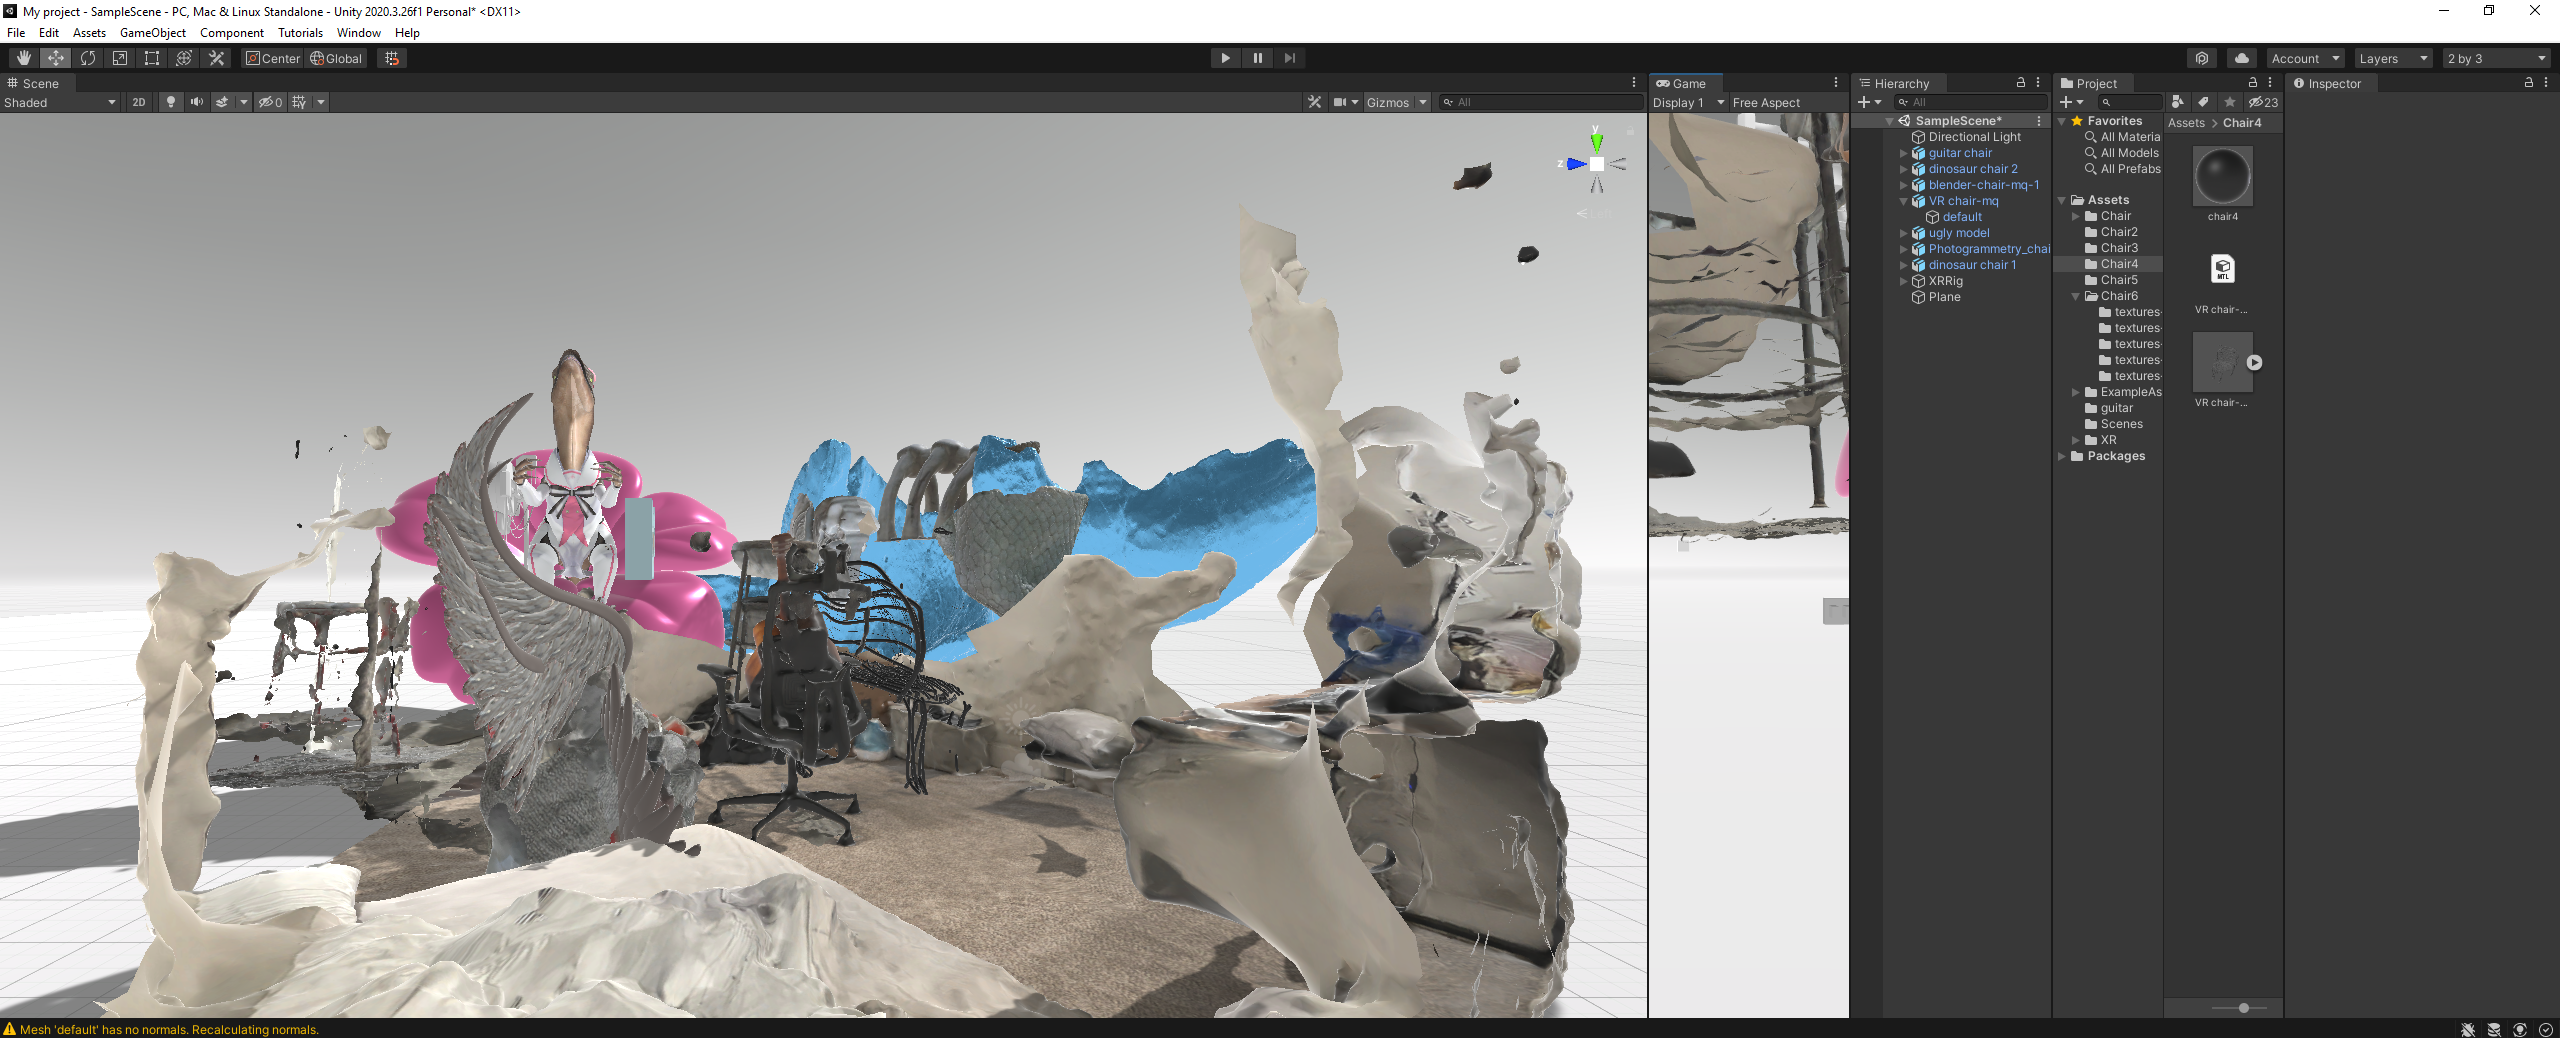 My project - SampleScene - PC, Mac & Linux Standalone - Unity 2020.3.26f1 Personal* <DX11>
File Edit Assets GameObject Component Tutorials Window Help
Center Global
Account Layers 2 by 3
Scene
Shaded 2D 0 Gizmos All
y
z
Game
Display 1 Free Aspect
Hierarchy
All
SampleScene*
Directional Light
guitar chair
dinosaur chair 2
blender-chair-mq-1
VR chair-mq
default
ugly model
Photogrammetry_chai
dinosaur chair 1
XRRig
Plane
Project
23
Favorites
All Materia
All Models
All Prefabs
Assets
Chair
Chair2
Chair3
Chair4
Chair5
Chair6
textures-
textures-
textures-
textures-
textures-
ExampleAs
guitar
Scenes
XR
Packages
Assets > Chair4
chair4
MTL
VR chair-...
VR chair-...
Inspector
Mesh 'default' has no normals. Recalculating normals.